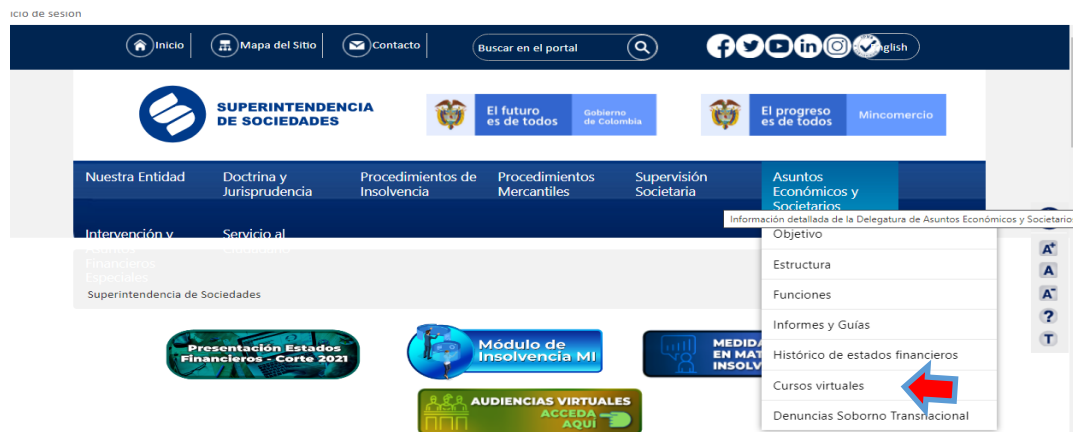 icio de sesión
Inicio
Mapa del Sitio
Contacto
Buscar en el portal
English
SUPERINTENDENCIA
DE SOCIEDADES
El futuro
es de todos
Gobierno
de Colombia
El progreso
es de todos
Mincomercio
Nuestra Entidad
Doctrina y
Jurisprudencia
Procedimientos de
Insolvencia
Procedimientos
Mercantiles
Supervisión
Societaria
Asuntos
Económicos y
Societarios
Información detallada de la Delegatura de Asuntos Económicos y Societarios
Intervención y
Financieros
Especiales
Servicio al
Objetivo
Estructura
Funciones
Informes y Guías
Histórico de estados financieros
Cursos virtuales
Denuncias Soborno Transnacional
A+
A
A-
?
T
Superintendencia de Sociedades
Presentación Estados
Financieros - Corte 2021
Módulo de
Insolvencia MI
MEDID
EN MAT
INSOLV
AUDIENCIAS VIRTUALES
ACCEDA
AQUÍ